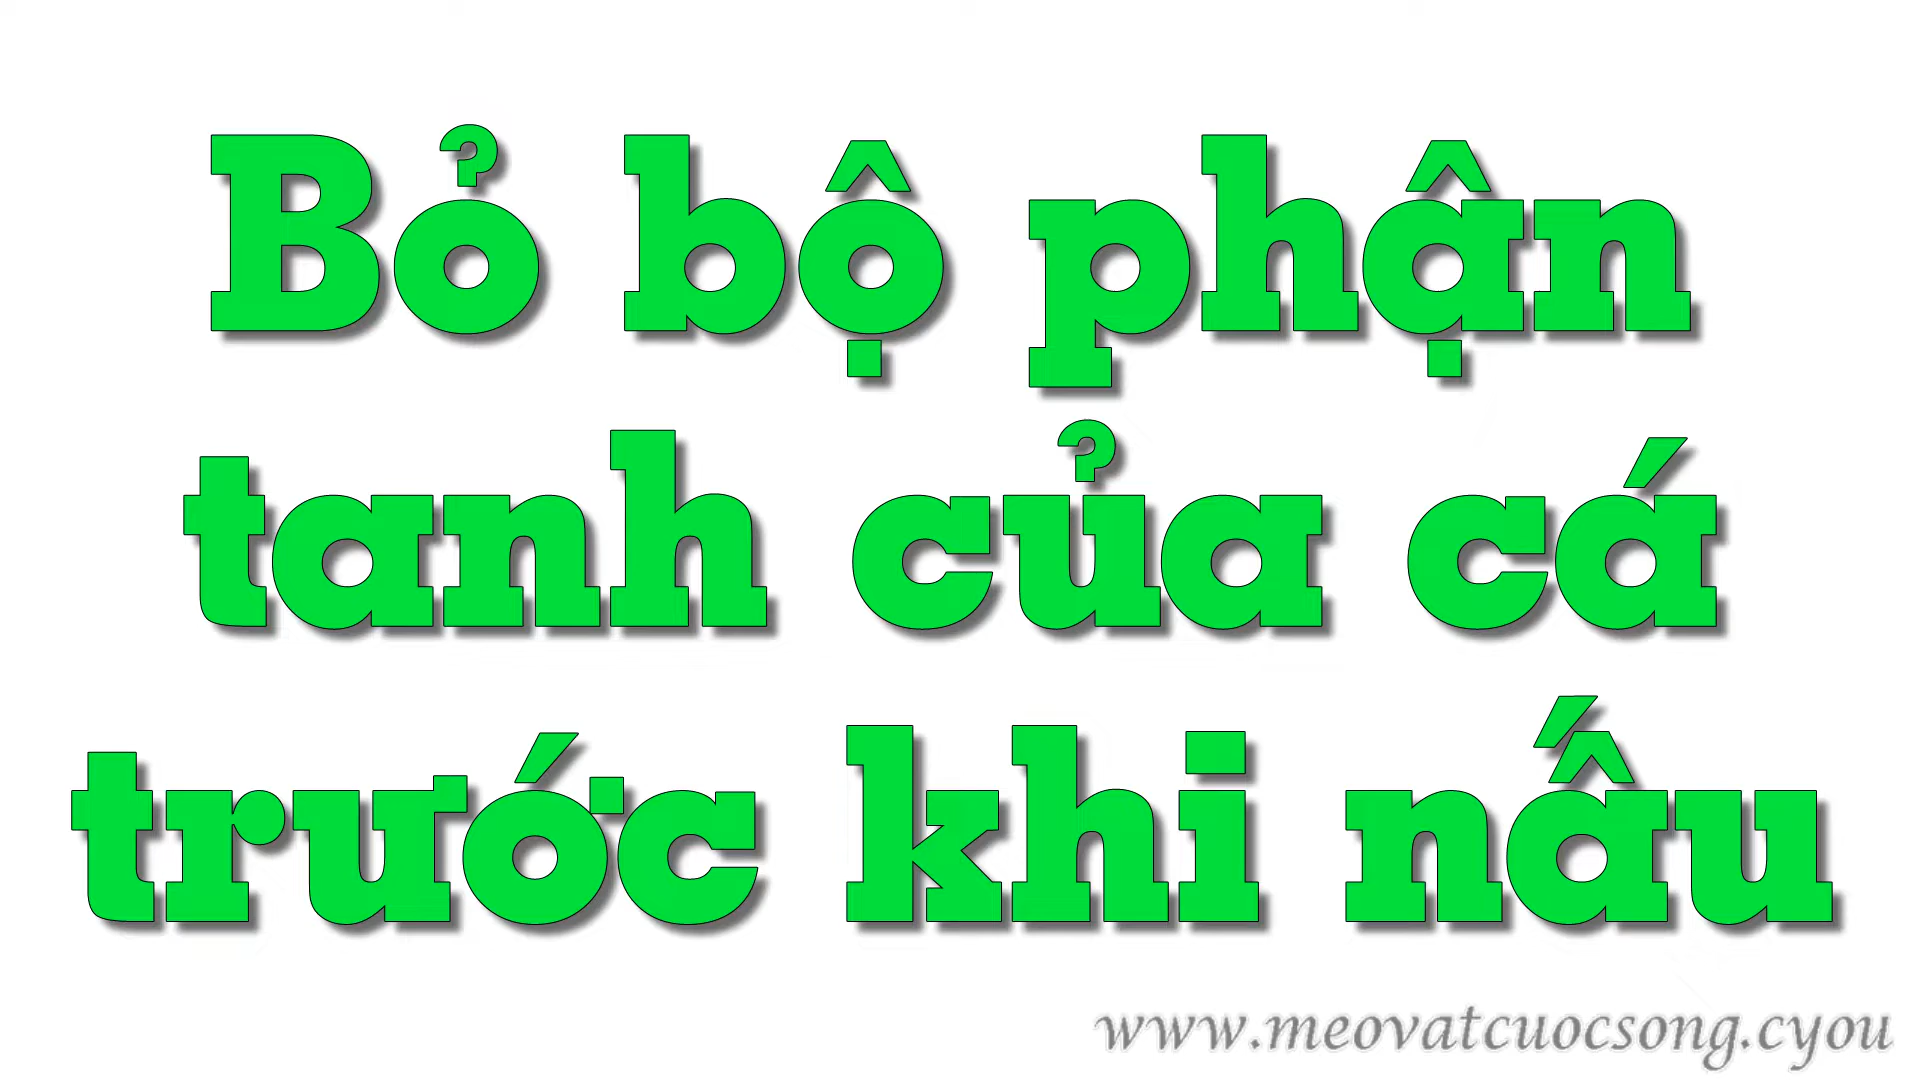 Bỏ bộ phận
tanh của cá
trước khi nấu
www.meovatcuocsong.cyou